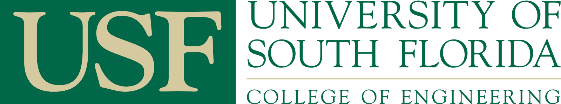 USF
UNIVERSITY OF
SOUTH FLORIDA
COLLEGE OF ENGINEERING